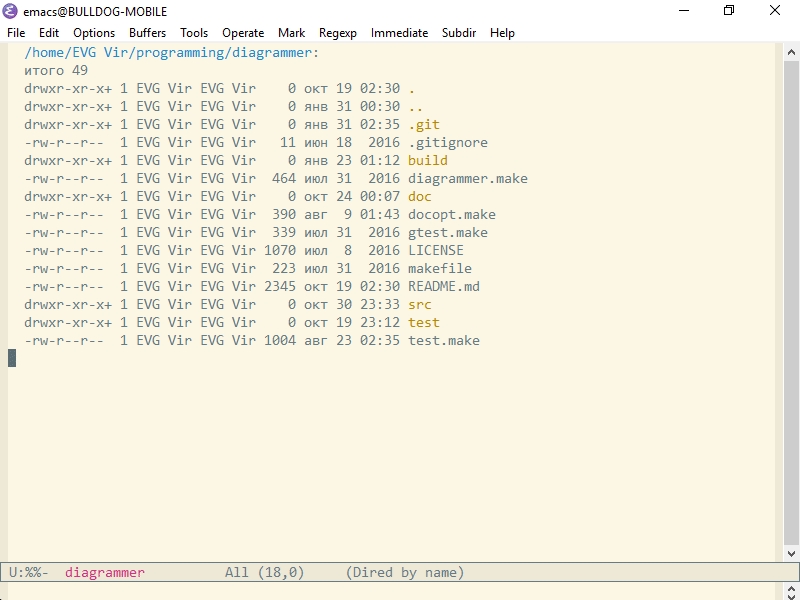 emacs@BULLDOG-MOBILE
File Edit Options Buffers Tools Operate Mark Regexp Immediate Subdir Help
/home/EVG Vir/programming/diagrammer:
итого 49
drwxr-xr-x+ 1 EVG Vir EVG Vir    0 окт 19 02:30 .
drwxr-xr-x+ 1 EVG Vir EVG Vir    0 янв 31 00:30 ..
drwxr-xr-x+ 1 EVG Vir EVG Vir    0 янв 31 02:35 .git
-rw-r--r--  1 EVG Vir EVG Vir   11 июн 18  2016 .gitignore
drwxr-xr-x+ 1 EVG Vir EVG Vir    0 янв 23 01:12 build
-rw-r--r--  1 EVG Vir EVG Vir  464 июл 31  2016 diagrammer.make
drwxr-xr-x+ 1 EVG Vir EVG Vir    0 окт 24 00:07 doc
-rw-r--r--  1 EVG Vir EVG Vir  390 авг  9 01:43 docopt.make
-rw-r--r--  1 EVG Vir EVG Vir  339 июл 31  2016 gtest.make
-rw-r--r--  1 EVG Vir EVG Vir 1070 июл  8  2016 LICENSE
-rw-r--r--  1 EVG Vir EVG Vir  223 июл 31  2016 makefile
-rw-r--r--  1 EVG Vir EVG Vir 2345 окт 19 02:30 README.md
drwxr-xr-x+ 1 EVG Vir EVG Vir    0 окт 30 23:33 src
drwxr-xr-x+ 1 EVG Vir EVG Vir    0 окт 19 23:12 test
-rw-r--r--  1 EVG Vir EVG Vir 1004 авг 23 02:35 test.make
U:%%-  diagrammer          All (18,0)     (Dired by name)